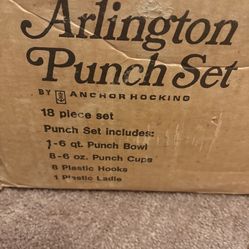 Arlington
Punch Set
BY ANCHOR HOCKING
18 piece set
Punch Set includes:
1-6 qt. Punch Bowl
8-6 oz. Punch Cups
8 Plastic Hooks
1 Plastic Ladle